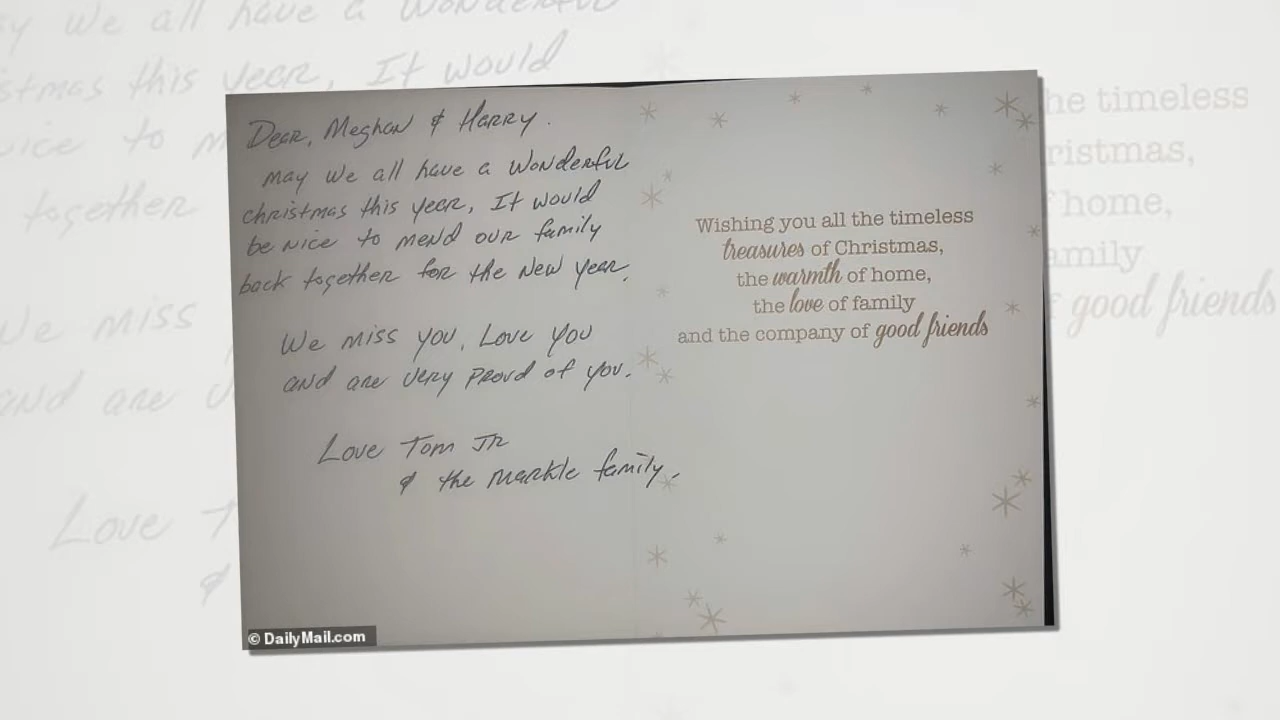 Dear, Meghan & Harry.
may we all have a wonderful
christmas this year, It would
be nice to mend our family
back together for the New year.
We miss you, Love you
and are very proud of you.
Love Tom Jr
& the markle family.
Wishing you all the timeless
treasures of Christmas,
the warmth of home,
the love of family
and the company of good friends
© DailyMail.com